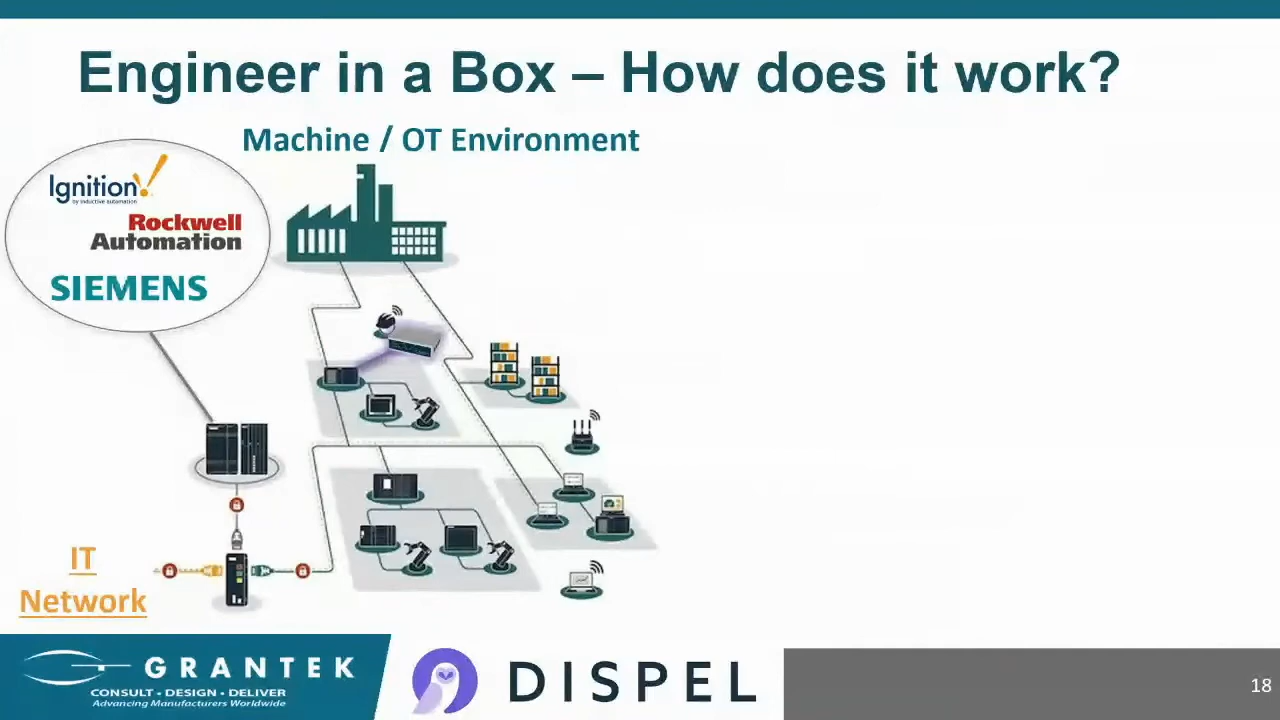 Engineer in a Box – How does it work?
Machine / OT Environment
Ignition!
by inductive automation
Rockwell
Automation
SIEMENS
IT
Network
GRANTEK
CONSULT • DESIGN • DELIVER
Advancing Manufacturers Worldwide
DISPEL
18